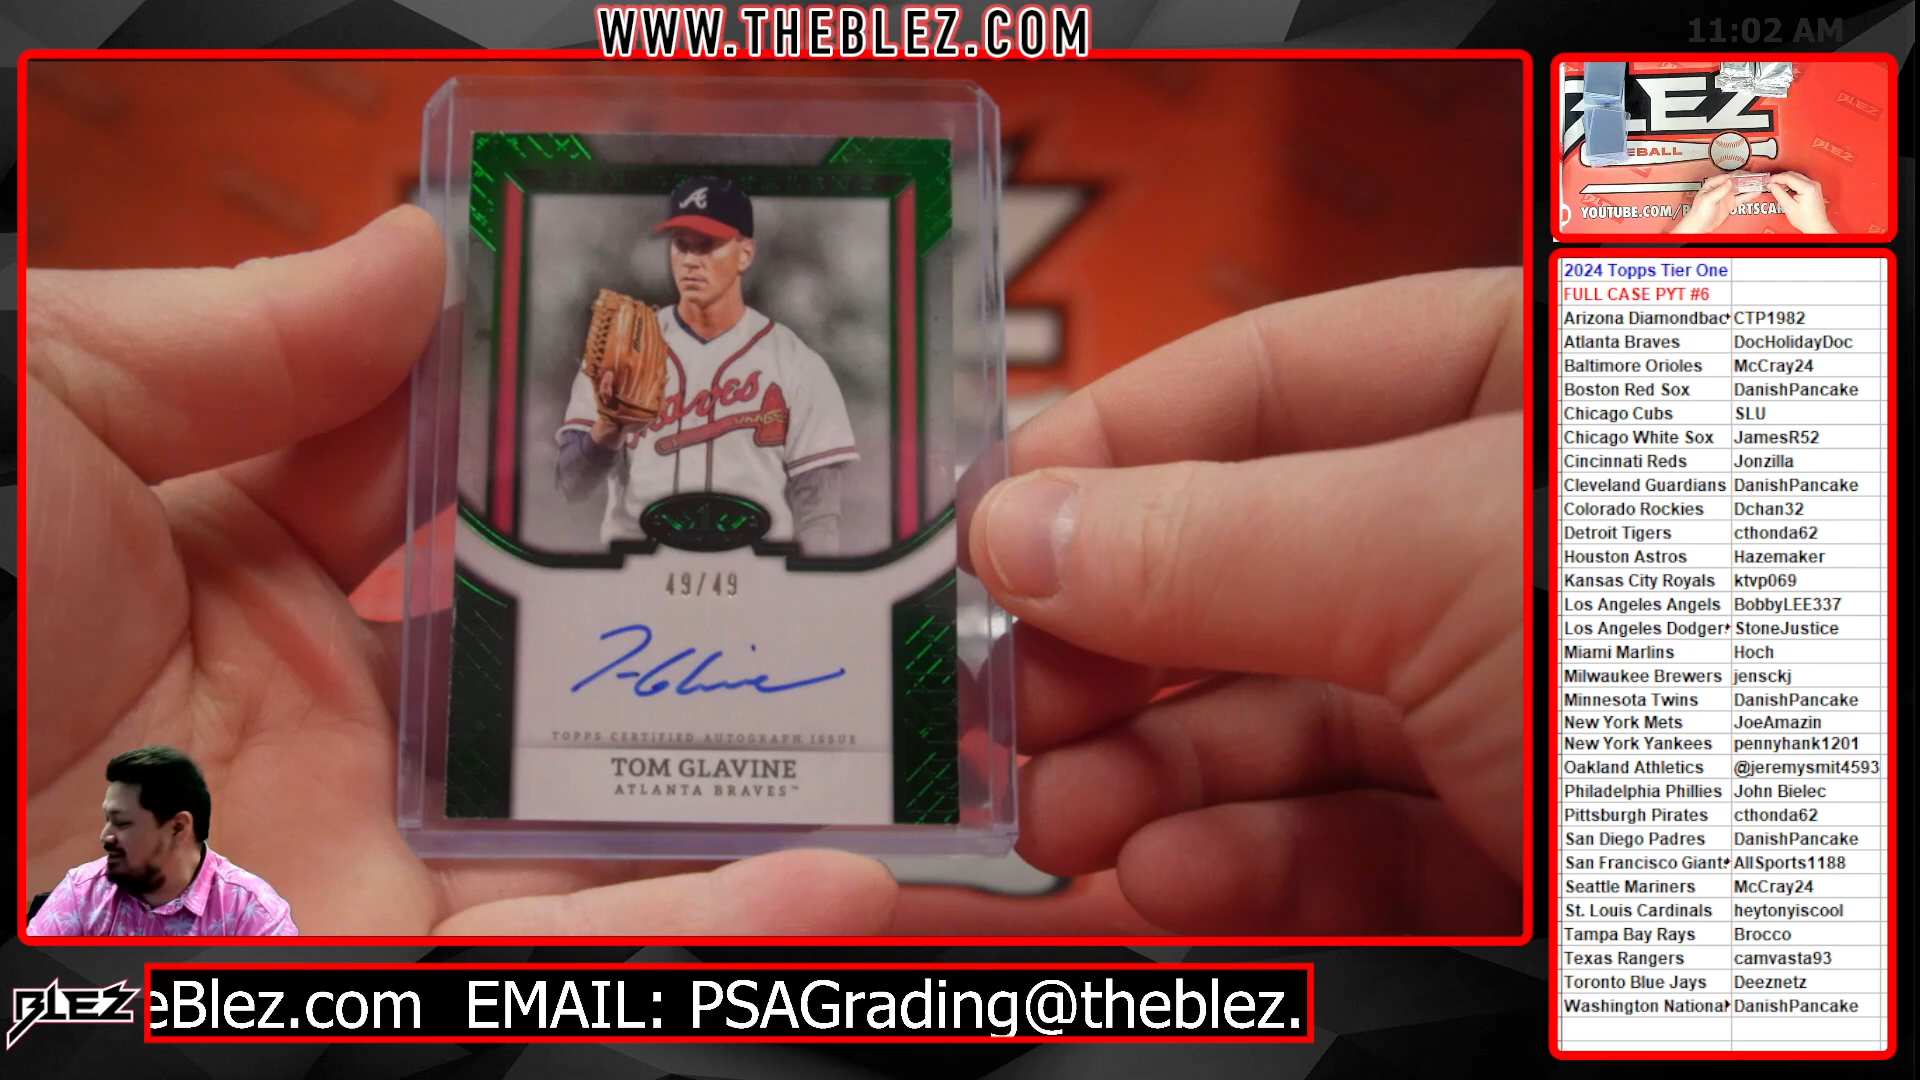 WWW.THEBLEZ.COM
11:02 AM
A
Braves
49/49
TOPPS CERTIFIED AUTOGRAPH ISSUE
TOM GLAVINE
ATLANTA BRAVES™
BLEZ
eBlez.com EMAIL: PSAGrading@theblez.
BLEZ
BLEZ
EBALL
BLEZ
YOUTUBE.COM/B
ORTSCA
2024 Topps Tier One
FULL CASE PYT #6
Arizona Diamondbac CTP1982
Atlanta Braves DocHolidayDoc
Baltimore Orioles McCray24
Boston Red Sox DanishPancake
Chicago Cubs SLU
Chicago White Sox JamesR52
Cincinnati Reds Jonzilla
Cleveland Guardians DanishPancake
Colorado Rockies Dchan32
Detroit Tigers cthonda62
Houston Astros Hazemaker
Kansas City Royals ktvp069
Los Angeles Angels BobbyLEE337
Los Angeles Dodger StoneJustice
Miami Marlins Hoch
Milwaukee Brewers jensckj
Minnesota Twins DanishPancake
New York Mets JoeAmazin
New York Yankees pennyhank1201
Oakland Athletics @jeremysmit4593
Philadelphia Phillies John Bielec
Pittsburgh Pirates cthonda62
San Diego Padres DanishPancake
San Francisco Giant AllSports1188
Seattle Mariners McCray24
St. Louis Cardinals heytonyiscool
Tampa Bay Rays Brocco
Texas Rangers camvasta93
Toronto Blue Jays Deeznetz
Washington Nationa DanishPancake